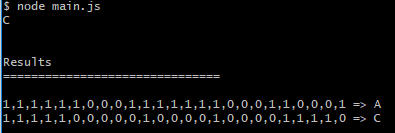 $ node main.js
C
Results
===============================
1,1,1,1,1,1,0,0,0,1,1,1,1,1,1,1,0,0,0,1,1,0,0,0,1 => A
1,1,1,1,1,0,0,0,0,0,1,0,0,0,0,1,0,0,0,0,1,1,1,1,0 => C